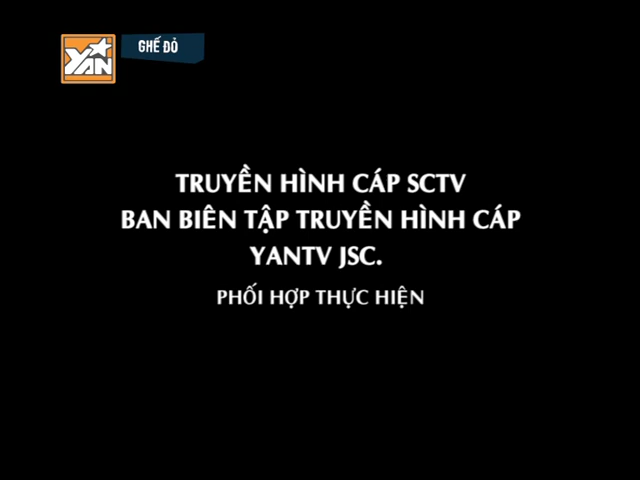 YAN
GHẾ ĐỎ
TRUYỀN HÌNH CÁP SCTV
BAN BIÊN TẬP TRUYỀN HÌNH CÁP
YANTV JSC.
PHỐI HỢP THỰC HIỆN